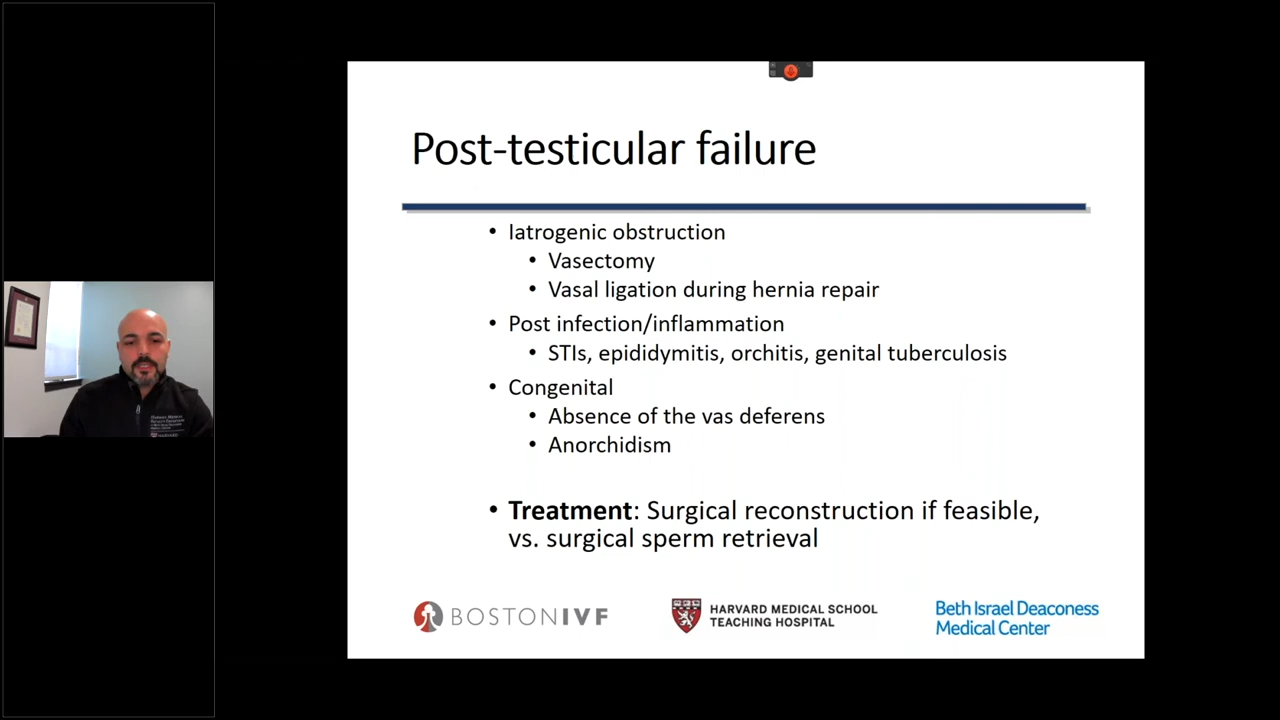 Post-testicular failure
• Iatrogenic obstruction
• Vasectomy
• Vasal ligation during hernia repair
• Post infection/inflammation
• STIs, epididymitis, orchitis, genital tuberculosis
• Congenital
• Absence of the vas deferens
• Anorchidism
• Treatment: Surgical reconstruction if feasible,
vs. surgical sperm retrieval
BOSTONIVF
HARVARD MEDICAL SCHOOL
TEACHING HOSPITAL
Beth Israel Deaconess
Medical Center